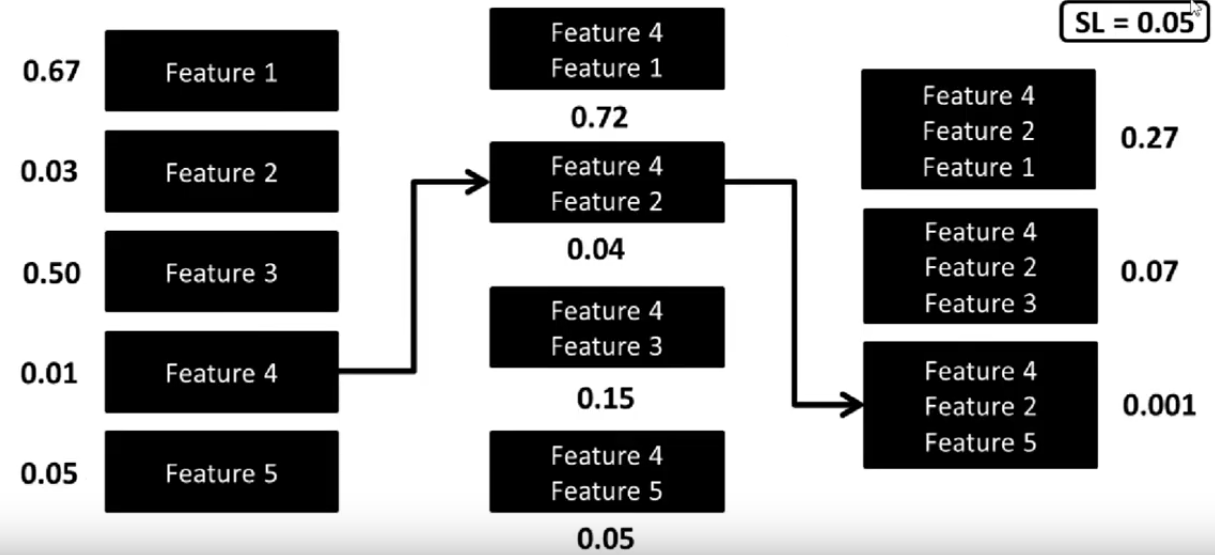 SL = 0.05
0.67
Feature 1
0.03
Feature 2
0.50
Feature 3
0.01
Feature 4
0.05
Feature 5
Feature 4
Feature 1
0.72
Feature 4
Feature 2
0.04
Feature 4
Feature 3
0.15
Feature 4
Feature 5
0.05
Feature 4
Feature 2
Feature 1
0.27
Feature 4
Feature 2
Feature 3
0.07
Feature 4
Feature 2
Feature 5
0.001